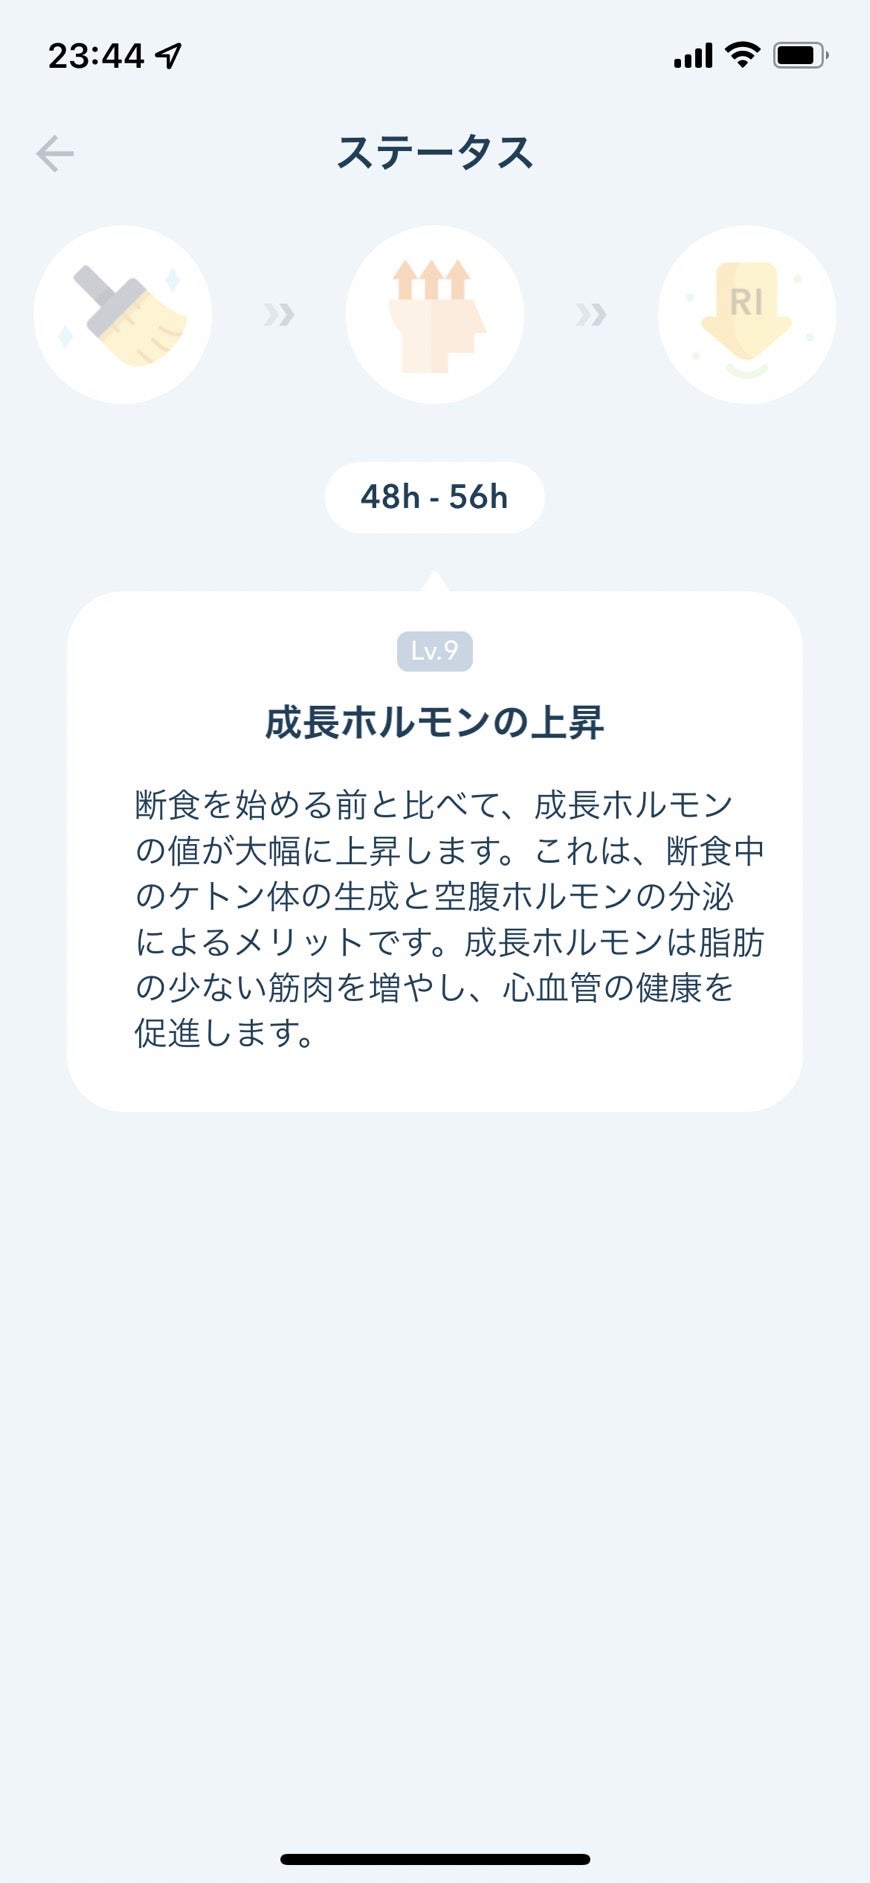 23:44
ステータス
RI
48h - 56h
Lv.9
成長ホルモンの上昇
断食を始める前と比べて、成長ホルモン
の値が大幅に上昇します。これは、断食中
のケトン体の生成と空腹ホルモンの分泌
によるメリットです。成長ホルモンは脂肪
の少ない筋肉を増やし、心血管の健康を
促進します。